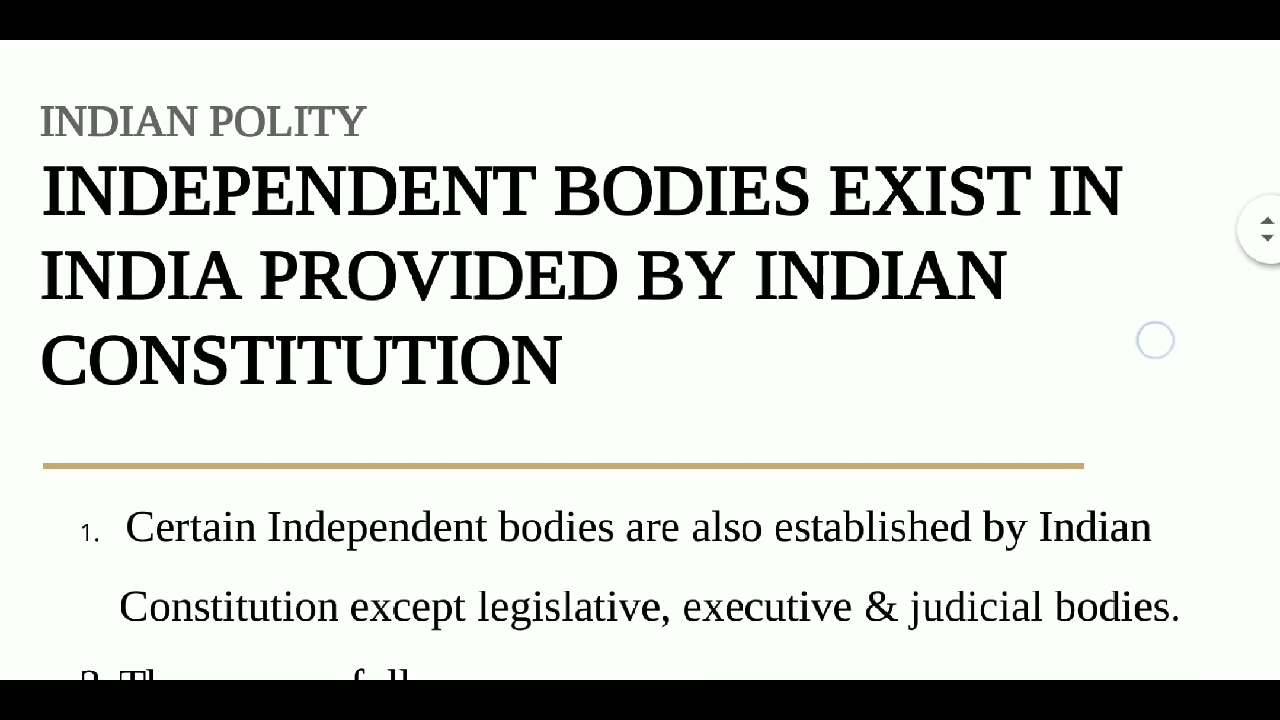 INDIAN POLITY
INDEPENDENT BODIES EXIST IN
INDIA PROVIDED BY INDIAN
CONSTITUTION
1. Certain Independent bodies are also established by Indian
Constitution except legislative, executive & judicial bodies.